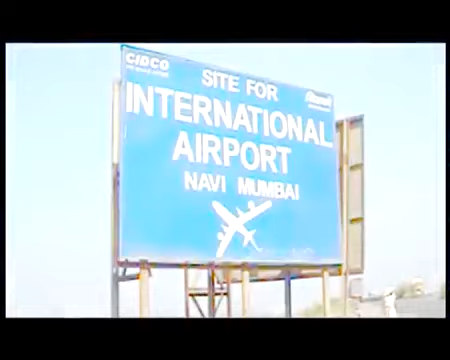 CIDCO
SITE FOR
INTERNATIONAL
AIRPORT
NAVI MUMBAI